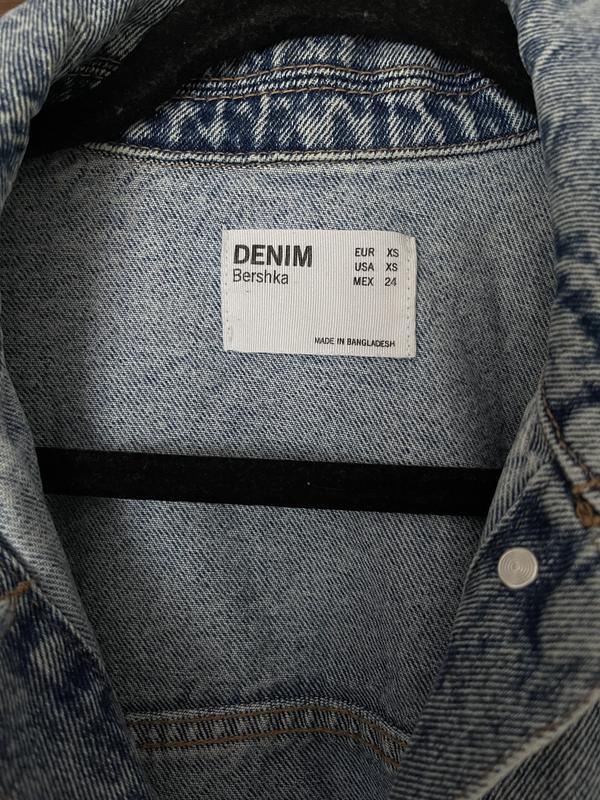 DENIM
Bershka
EUR XS
USA XS
MEX 24
MADE IN BANGLADESH